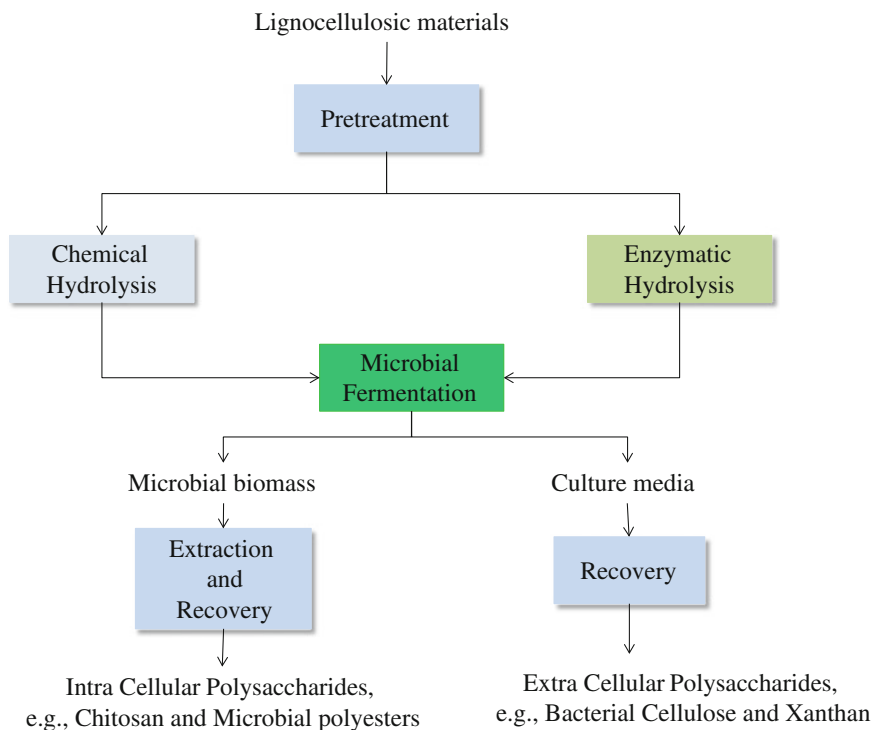 Lignocellulosic materials
Pretreatment
Chemical
Hydrolysis
Enzymatic
Hydrolysis
Microbial
Fermentation
Microbial biomass
Culture media
Extraction
and
Recovery
Recovery
Intra Cellular Polysaccharides,
e.g., Chitosan and Microbial polyesters
Extra Cellular Polysaccharides,
e.g., Bacterial Cellulose and Xanthan